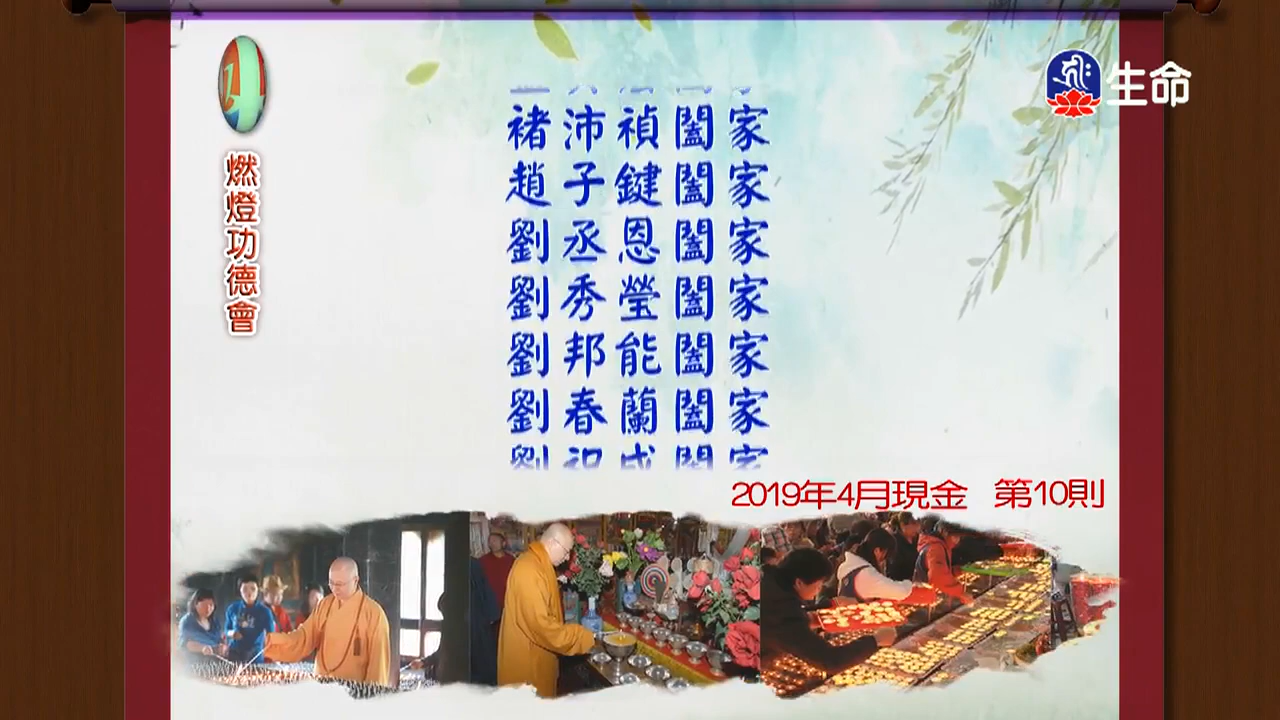 生命
燃燈功德會
褚沛禎闔家
趙子鍵闔家
劉丞恩闔家
劉秀瑩闔家
劉邦能闔家
劉春蘭闔家
2019年4月現金 第10則